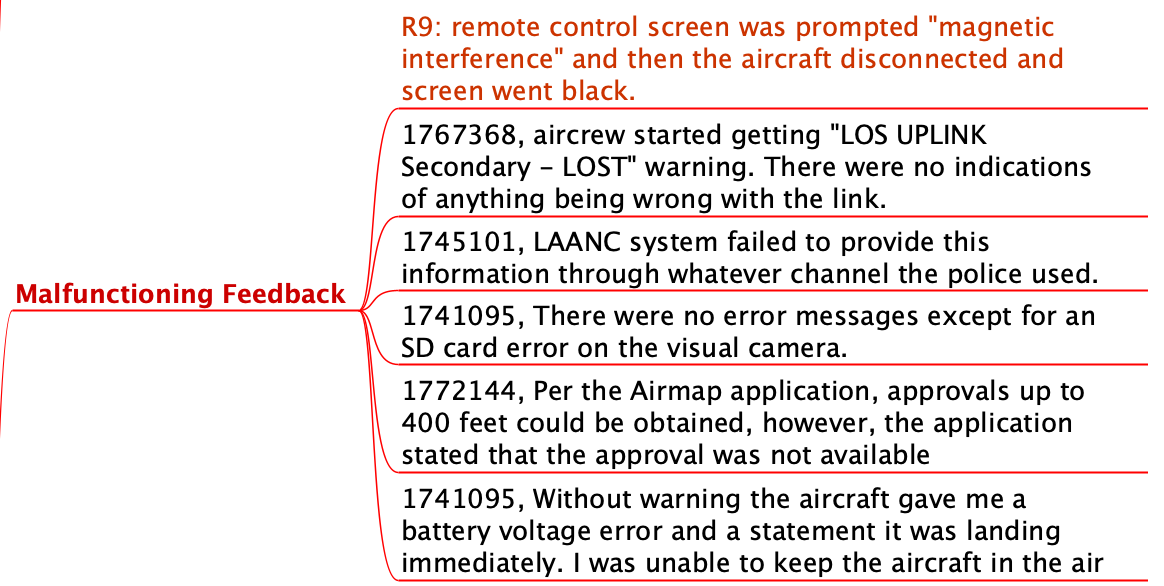 R9: remote control screen was prompted "magnetic
interference" and then the aircraft disconnected and
screen went black.
1767368, aircrew started getting "LOS UPLINK
Secondary – LOST" warning. There were no indications
of anything being wrong with the link.
1745101, LAANC system failed to provide this
information through whatever channel the police used.
Malfunctioning Feedback
1741095, There were no error messages except for an
SD card error on the visual camera.
1772144, Per the Airmap application, approvals up to
400 feet could be obtained, however, the application
stated that the approval was not available
1741095, Without warning the aircraft gave me a
battery voltage error and a statement it was landing
immediately. I was unable to keep the aircraft in the air